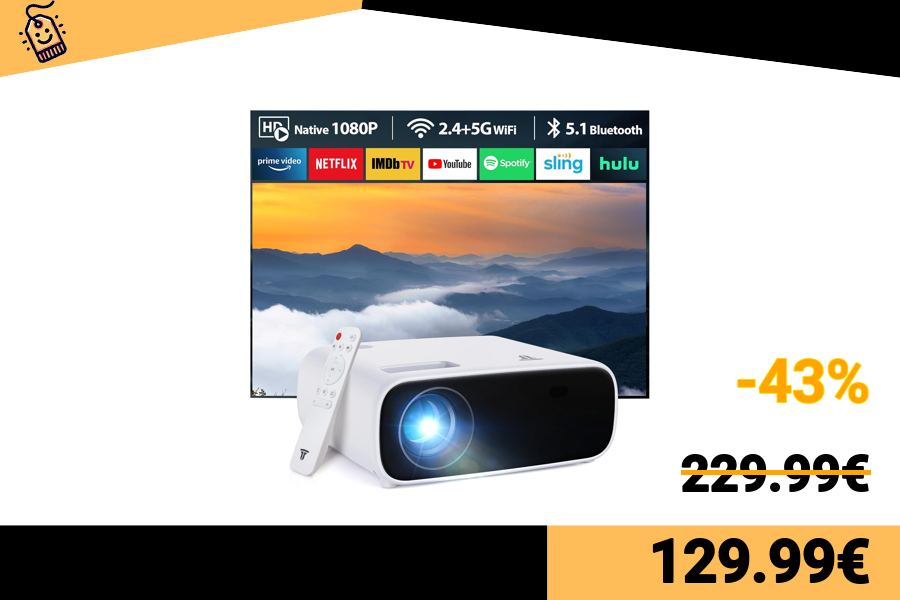 HD Native 1080P 2.4+5G WiFi 5.1 Bluetooth
prime video NETFLIX IMDb TV YouTube Spotify sling hulu
-43%
229.99€
129.99€